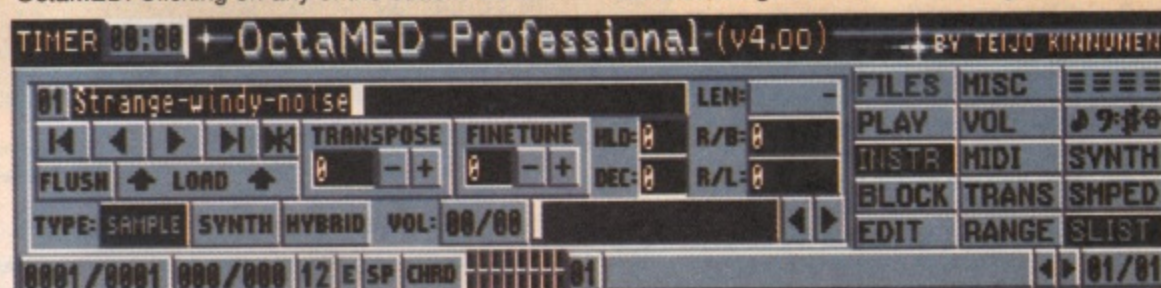 TIMER 00:00 OctaMED-Professional (v4.00) BY TEIJO KINNUNEN
01 Strange-windy-noise LEN: - FILES MISC
TRANSPOSE FINETUNE HLD: 0 R/B: 0 PLAY VOL
0 - + 0 - + INSTR MIDI SYNTH
FLUSH LOAD DEC: 0 R/L: 0 BLOCK TRANS SMPED
TYPE: SAMPLE SYNTH HYBRID VOL: 00/00 EDIT RANGE SLIST
0001/0001 000/000 12 E SP CHRD 01 01/01